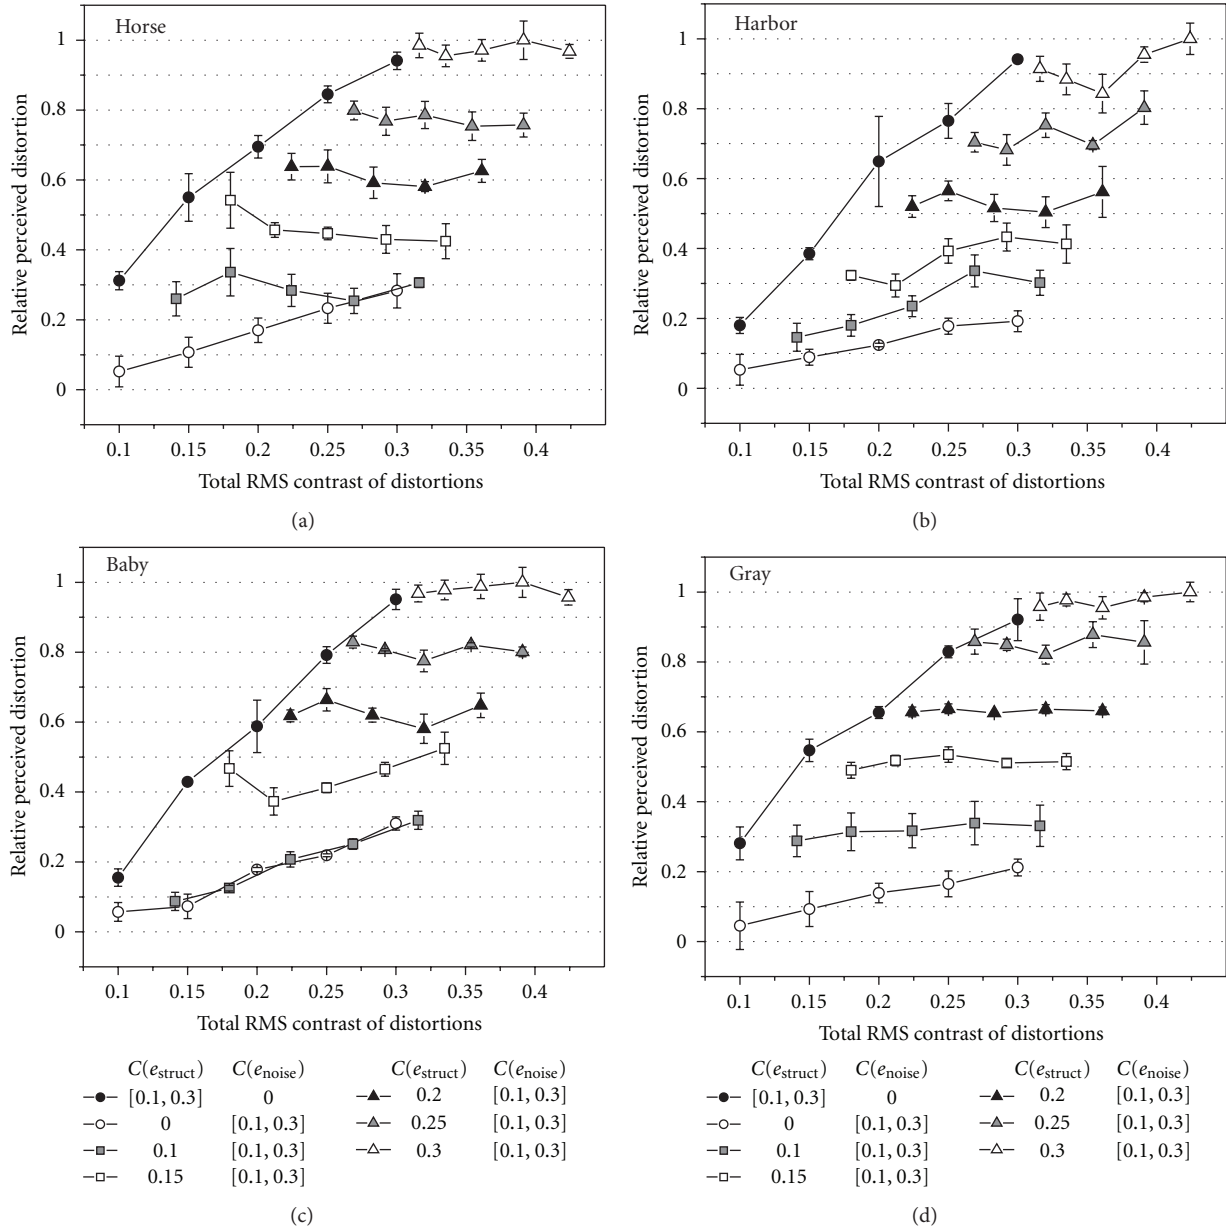 Horse
1
0.8
0.6
0.4
0.2
0
Relative perceived distortion
0.1 0.15 0.2 0.25 0.3 0.35 0.4
Total RMS contrast of distortions
(a)
Harbor
1
0.8
0.6
0.4
0.2
0
Relative perceived distortion
0.1 0.15 0.2 0.25 0.3 0.35 0.4
Total RMS contrast of distortions
(b)
Baby
1
0.8
0.6
0.4
0.2
0
Relative perceived distortion
0.1 0.15 0.2 0.25 0.3 0.35 0.4
Total RMS contrast of distortions
C(e_struct) C(e_noise) C(e_struct) C(e_noise)
[0.1, 0.3] 0 0.2 [0.1, 0.3]
0 [0.1, 0.3] 0.25 [0.1, 0.3]
0.1 [0.1, 0.3] 0.3 [0.1, 0.3]
0.15 [0.1, 0.3]
(c)
Gray
1
0.8
0.6
0.4
0.2
0
Relative perceived distortion
0.1 0.15 0.2 0.25 0.3 0.35 0.4
Total RMS contrast of distortions
C(e_struct) C(e_noise) C(e_struct) C(e_noise)
[0.1, 0.3] 0 0.2 [0.1, 0.3]
0 [0.1, 0.3] 0.25 [0.1, 0.3]
0.1 [0.1, 0.3] 0.3 [0.1, 0.3]
0.15 [0.1, 0.3]
(d)